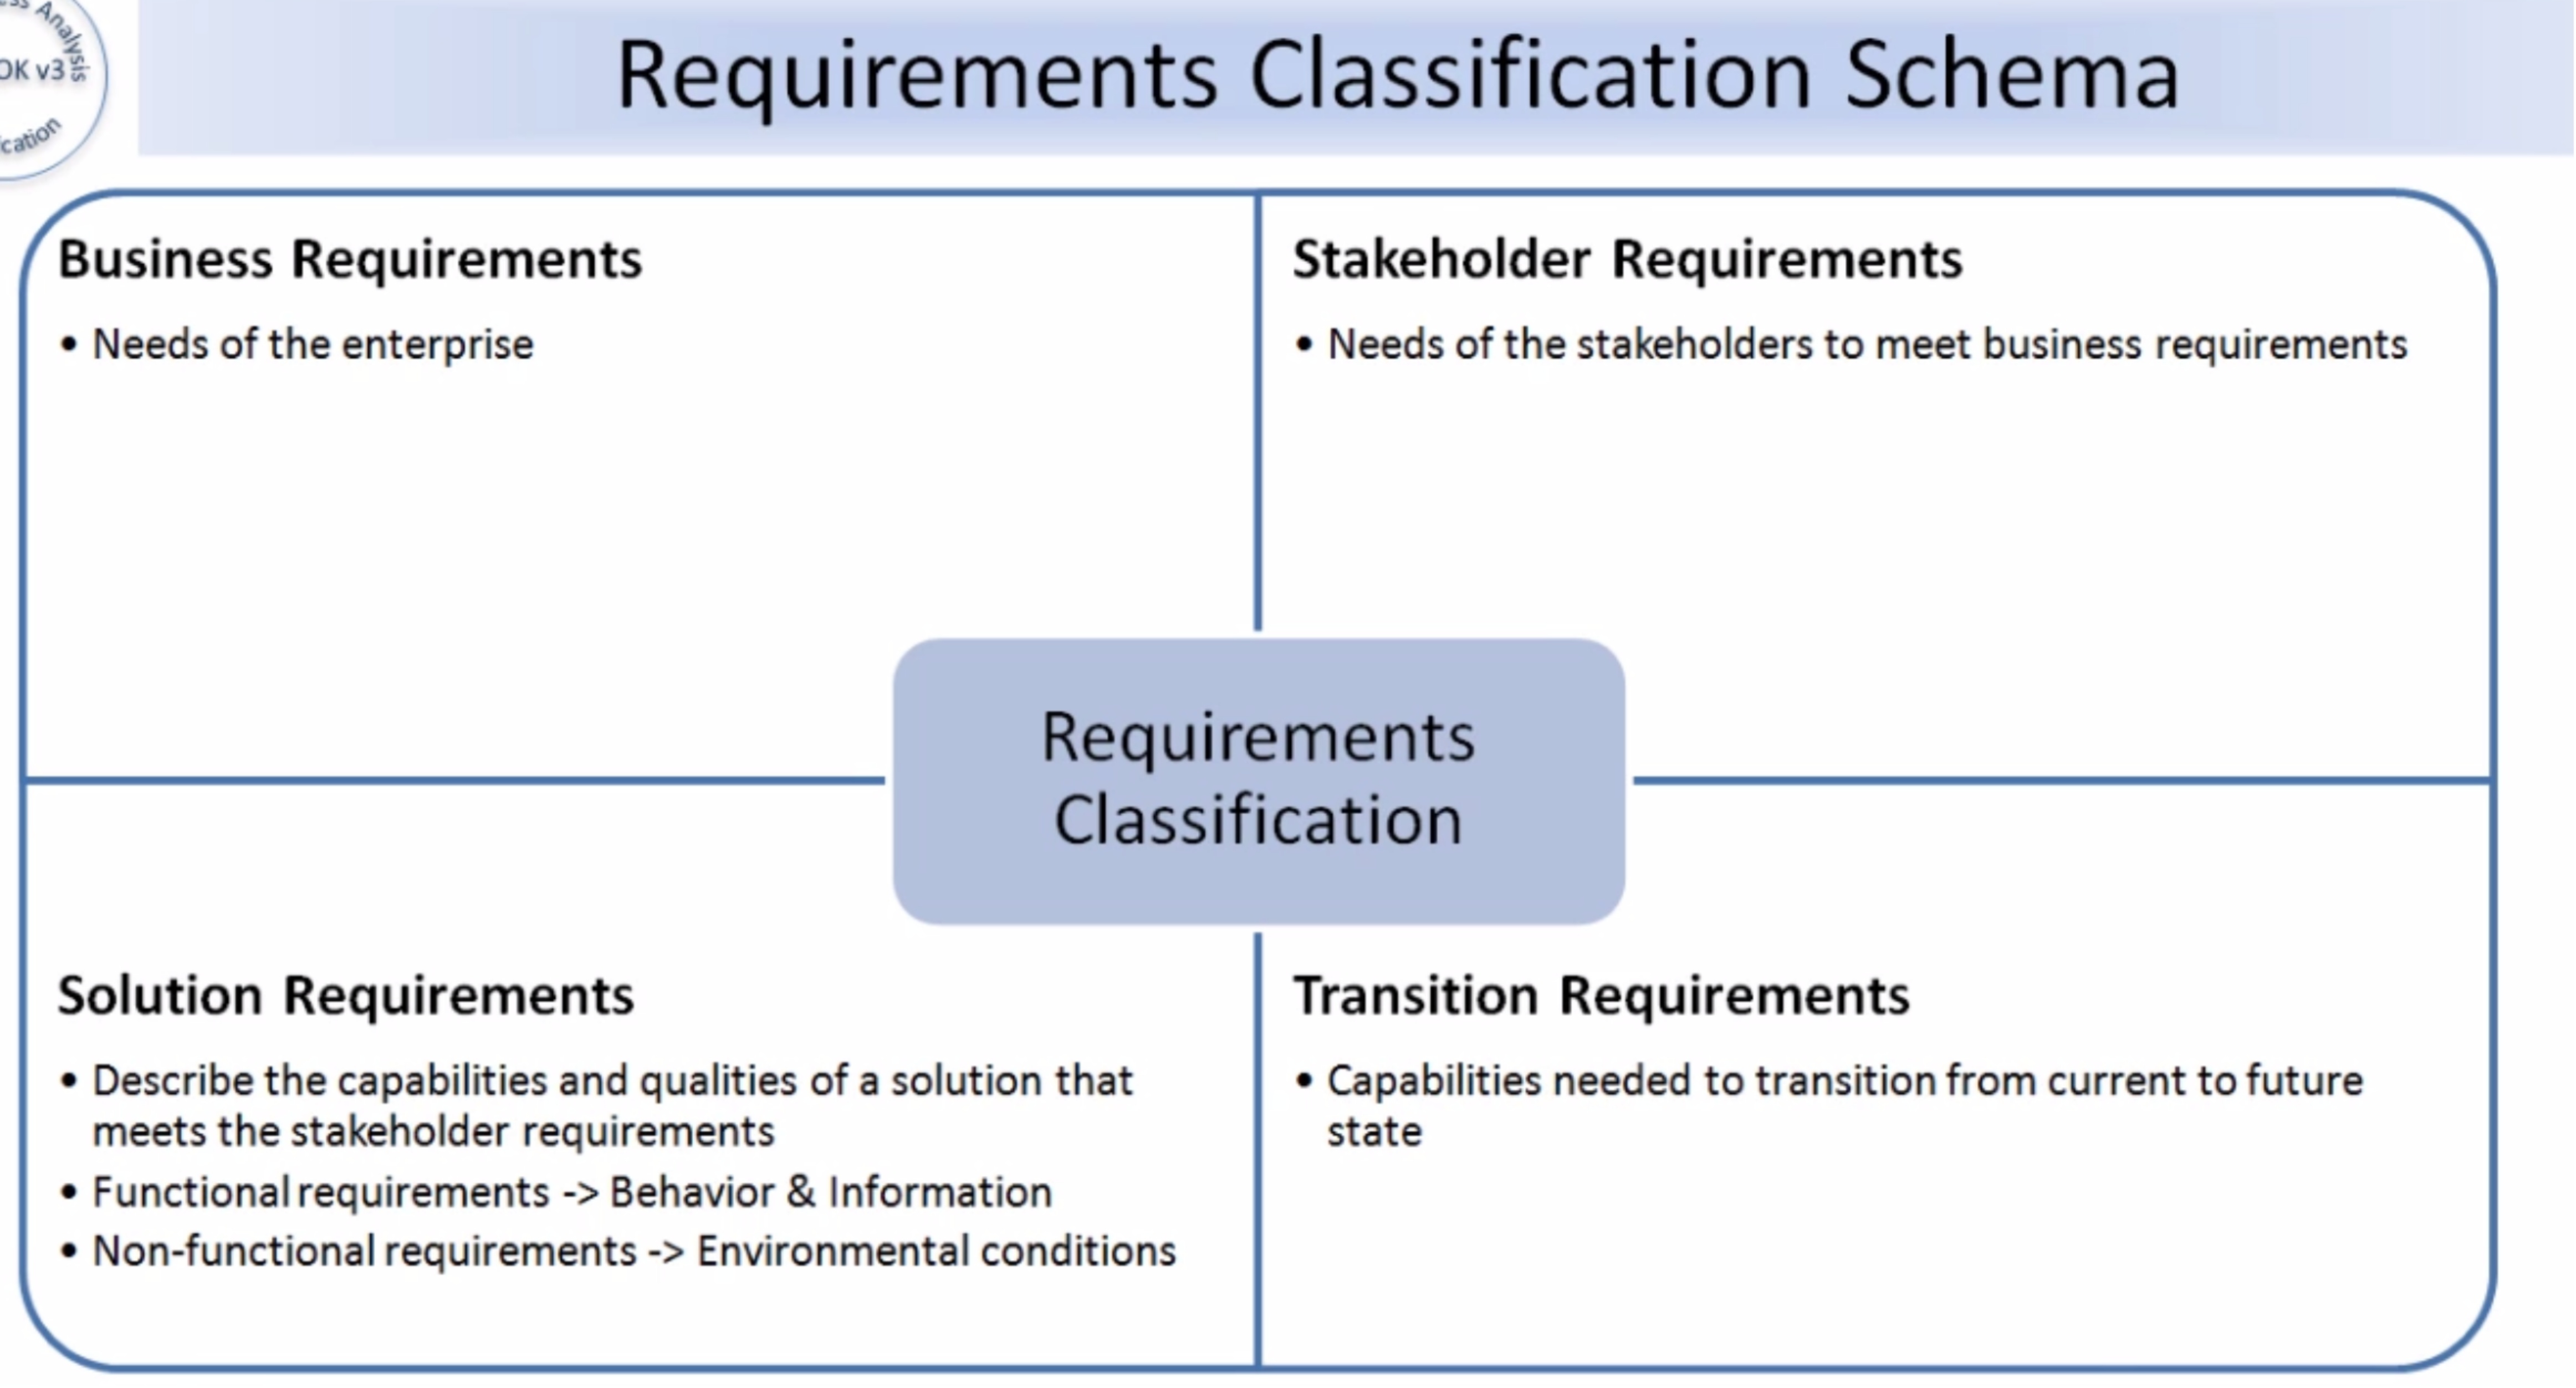 Analysis
v3
Requirements Classification Schema
Business Requirements
• Needs of the enterprise
Stakeholder Requirements
• Needs of the stakeholders to meet business requirements
Requirements
Classification
Solution Requirements
• Describe the capabilities and qualities of a solution that
meets the stakeholder requirements
• Functional requirements -> Behavior & Information
• Non-functional requirements -> Environmental conditions
Transition Requirements
• Capabilities needed to transition from current to future
state